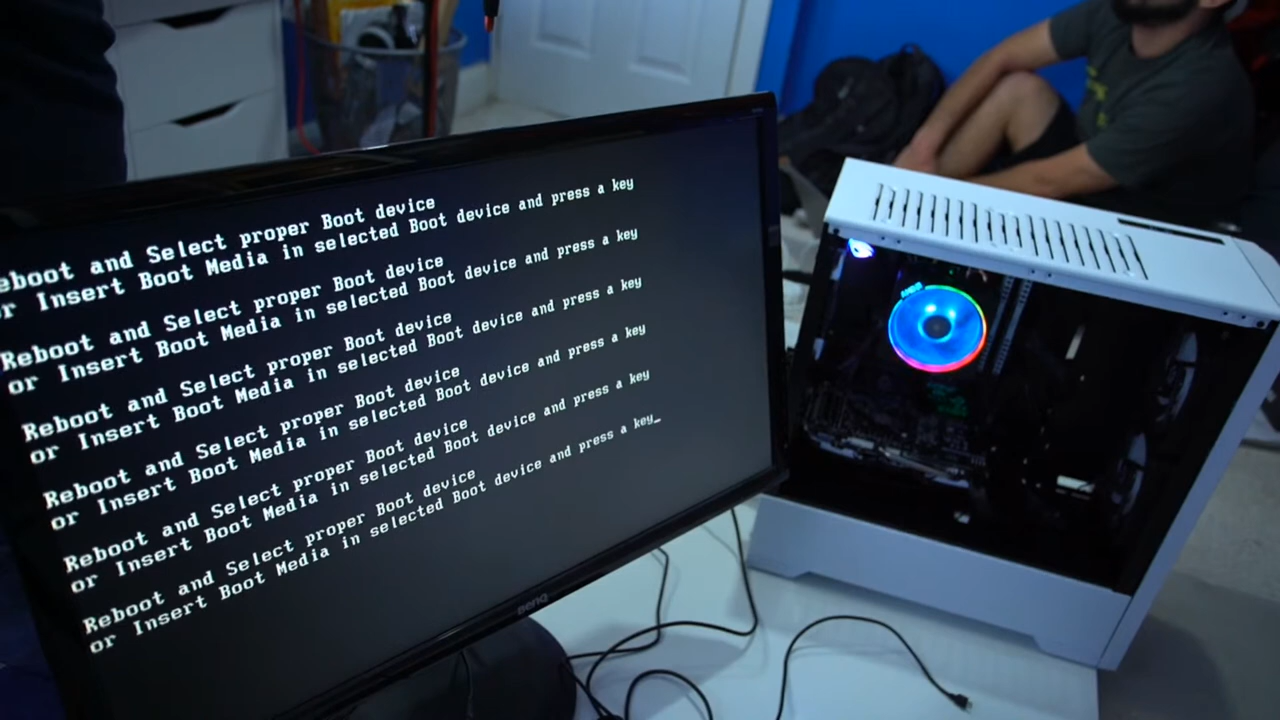 Reboot and Select proper Boot device
or Insert Boot Media in selected Boot device and press a key
Reboot and Select proper Boot device
or Insert Boot Media in selected Boot device and press a key
Reboot and Select proper Boot device
or Insert Boot Media in selected Boot device and press a key
Reboot and Select proper Boot device
or Insert Boot Media in selected Boot device and press a key
Reboot and Select proper Boot device
or Insert Boot Media in selected Boot device and press a key
Reboot and Select proper Boot device
or Insert Boot Media in selected Boot device and press a key_
BenQ